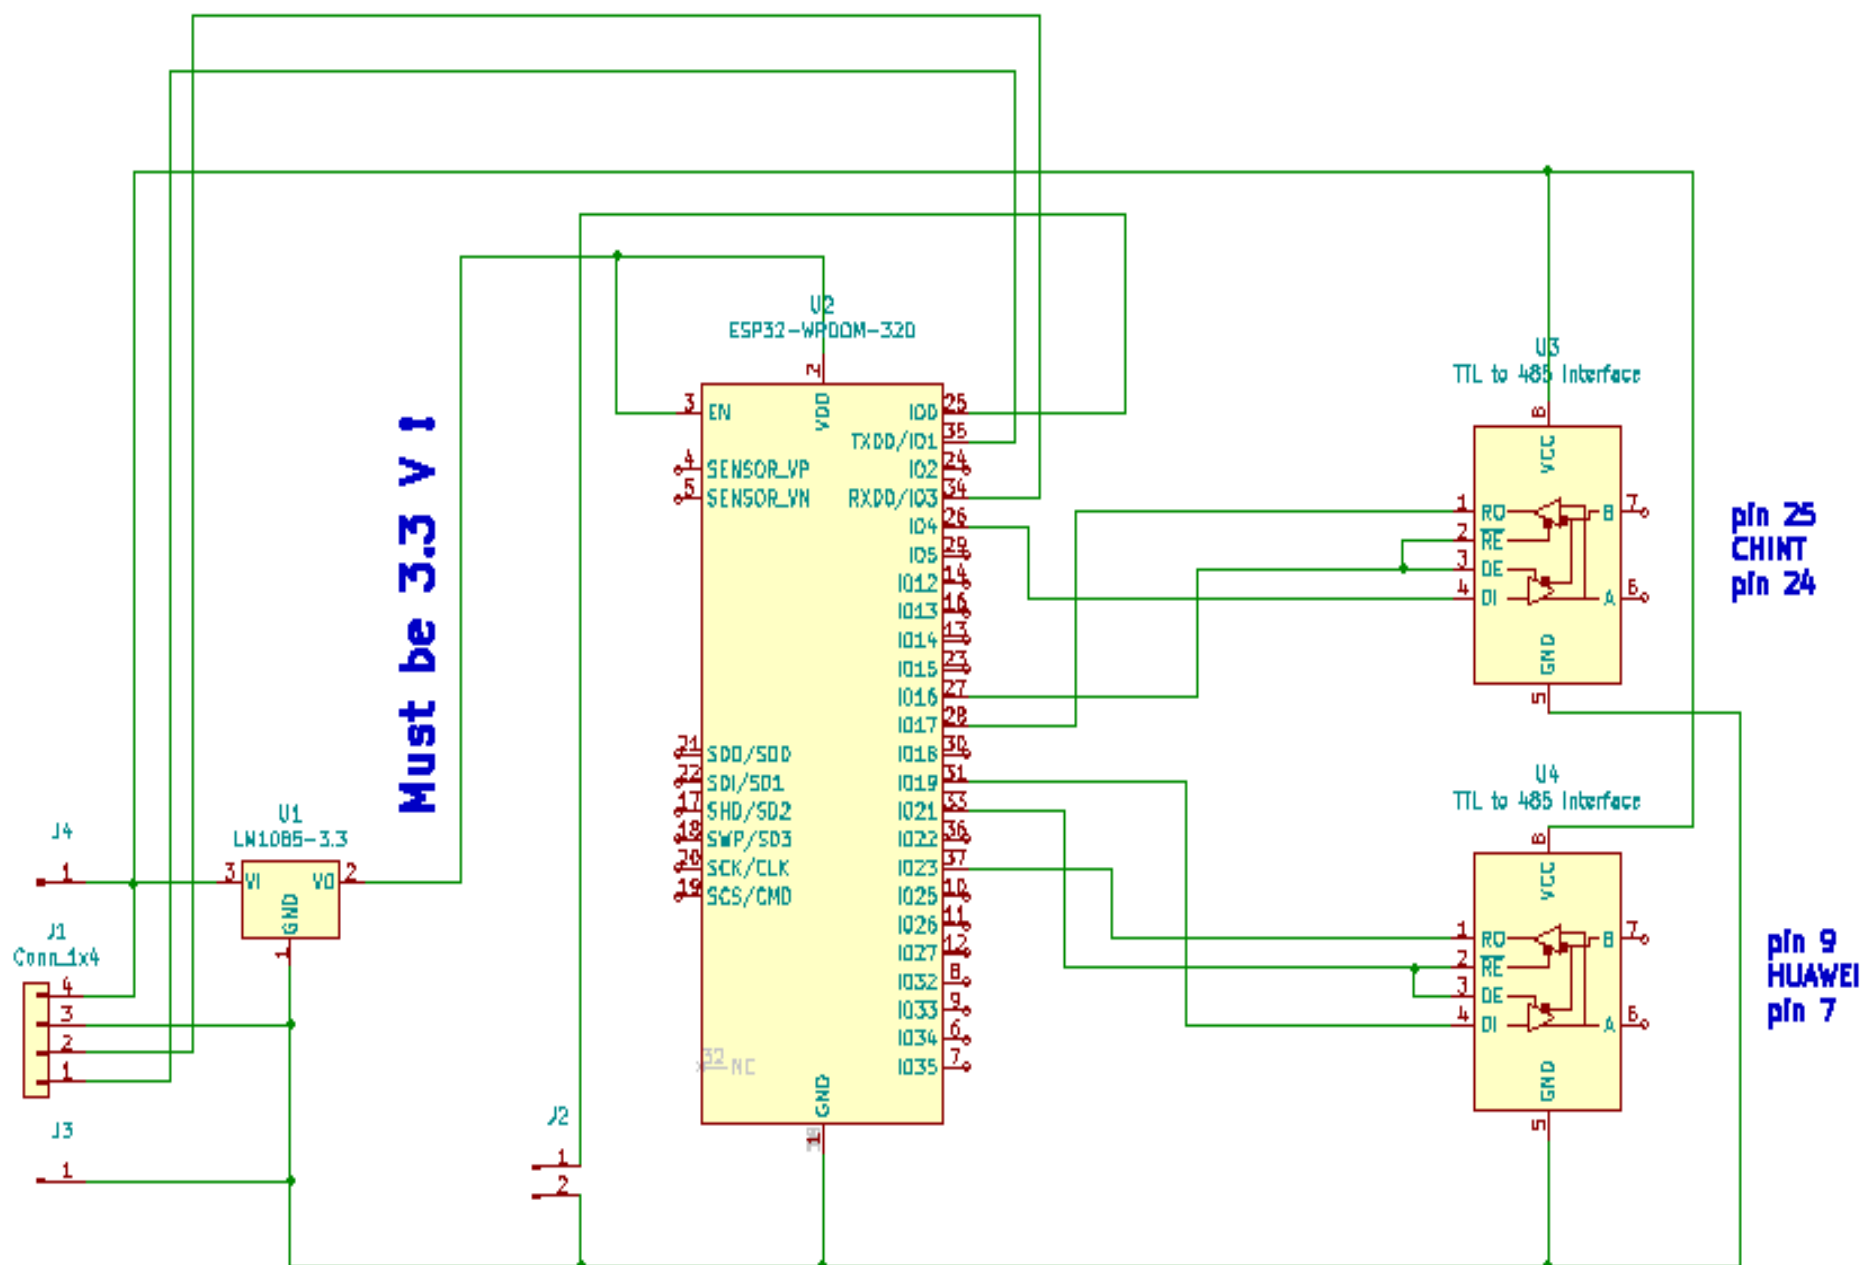 U2
ESP32-WROOM-32D
2
VDD
3 EN
4 SENSOR_VP
5 SENSOR_VN
21 SDO/SD0
22 SDI/SD1
17 SHD/SD2
18 SWP/SD3
20 SCK/CLK
19 SCS/CMD
32 NC
IO0 25
TXD0/IO1 35
IO2 24
RXD0/IO3 34
IO4 26
IO5 29
IO12 14
IO13 16
IO14 13
IO15 23
IO16 27
IO17 28
IO18 30
IO19 31
IO21 33
IO22 36
IO23 37
IO25 10
IO26 11
IO27 12
IO32 8
IO33 9
IO34 6
IO35 7
GND
1
Must be 3.3 V !
J4
1
U1
LM1085-3.3
3 VI VO 2
GND
1
J1
Conn_1x4
4
3
2
1
J3
1
J2
1
2
U3
TTL to 485 Interface
8
VCC
1 RO B 7
2 RE
3 DE
4 DI A 6
GND
5
pin 25
CHINT
pin 24
U4
TTL to 485 Interface
8
VCC
1 RO B 7
2 RE
3 DE
4 DI A 6
GND
5
pin 9
HUAWEI
pin 7